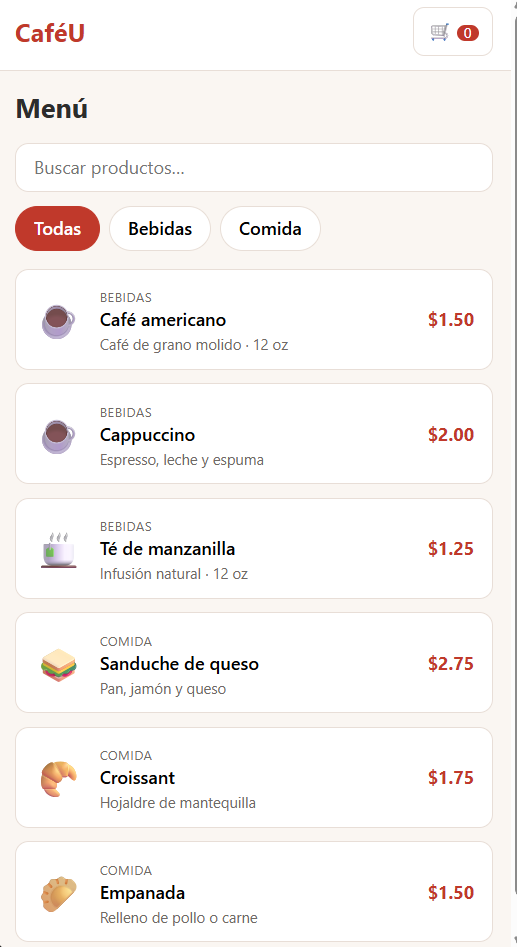 CaféU
0
Menú
Buscar productos...
Todas Bebidas Comida
BEBIDAS
Café americano
$1.50
Café de grano molido · 12 oz
BEBIDAS
Cappuccino
$2.00
Espresso, leche y espuma
BEBIDAS
Té de manzanilla
$1.25
Infusión natural · 12 oz
COMIDA
Sanduche de queso
$2.75
Pan, jamón y queso
COMIDA
Croissant
$1.75
Hojaldre de mantequilla
COMIDA
Empanada
$1.50
Relleno de pollo o carne